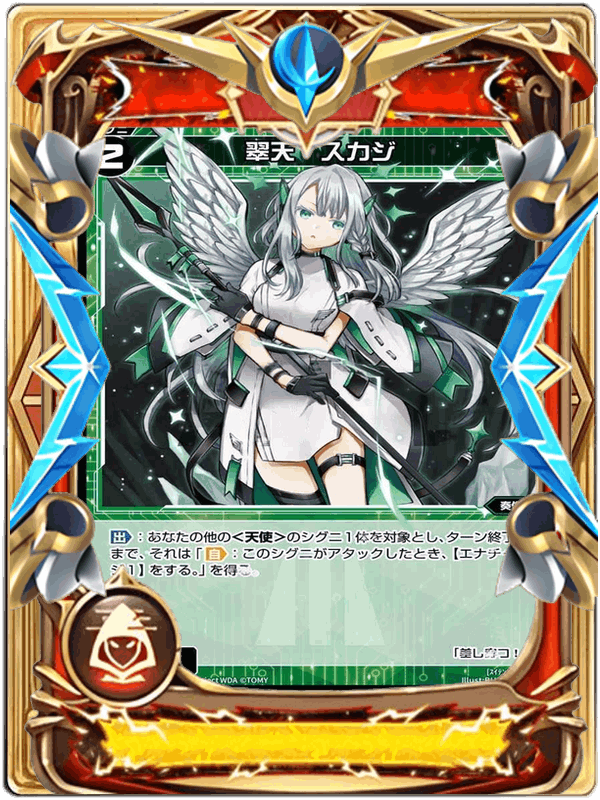 2
翠天 スカジ
出:あなたの他の<天使>のシグニ1体を対象とし、ターン終了
まで、それは「自:このシグニがアタックしたとき、【エナチ
ジ1】をする。」を得
WDA ©TOMY
Illust: